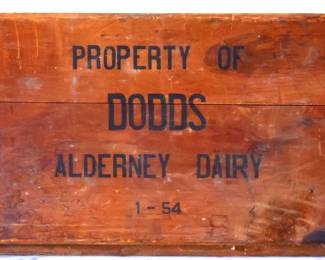 PROPERTY OF
DODDS
ALDERNEY DAIRY
1-54